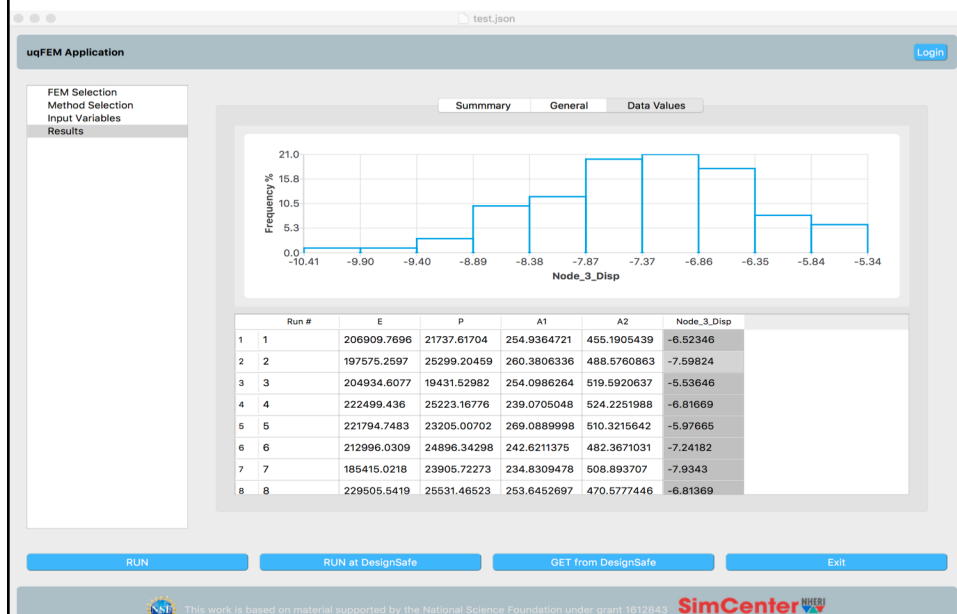 test.json
uqFEM Application
Login
FEM Selection
Method Selection
Input Variables
Results
Summmary General Data Values
21.0
15.8
10.5
5.3
0.0
Frequency %
-10.41 -9.90 -9.40 -8.89 -8.38 -7.87 -7.37 -6.86 -6.35 -5.84 -5.34
Node_3_Disp
Run # E P A1 A2 Node_3_Disp
1 1 206909.7696 21737.61704 254.9364721 455.1905439 -6.52346
2 2 197575.2597 25299.20459 260.3806336 488.5760863 -7.59824
3 3 204934.6077 19431.52982 254.0986264 519.5920637 -5.53646
4 4 222499.436 25223.16776 239.0705048 524.2251988 -6.81669
5 5 221794.7483 23205.00702 269.0889998 510.3215642 -5.97665
6 6 212996.0309 24896.34298 242.6211375 482.3671031 -7.24182
7 7 185415.0218 23905.72273 234.8309478 508.893707 -7.9343
8 8 229505.5419 25531.46523 253.6452697 470.5777446 -6.81369
RUN RUN at DesignSafe GET from DesignSafe Exit
NSF This work is based on material supported by the National Science Foundation under grant 1612843 SimCenter NHERI